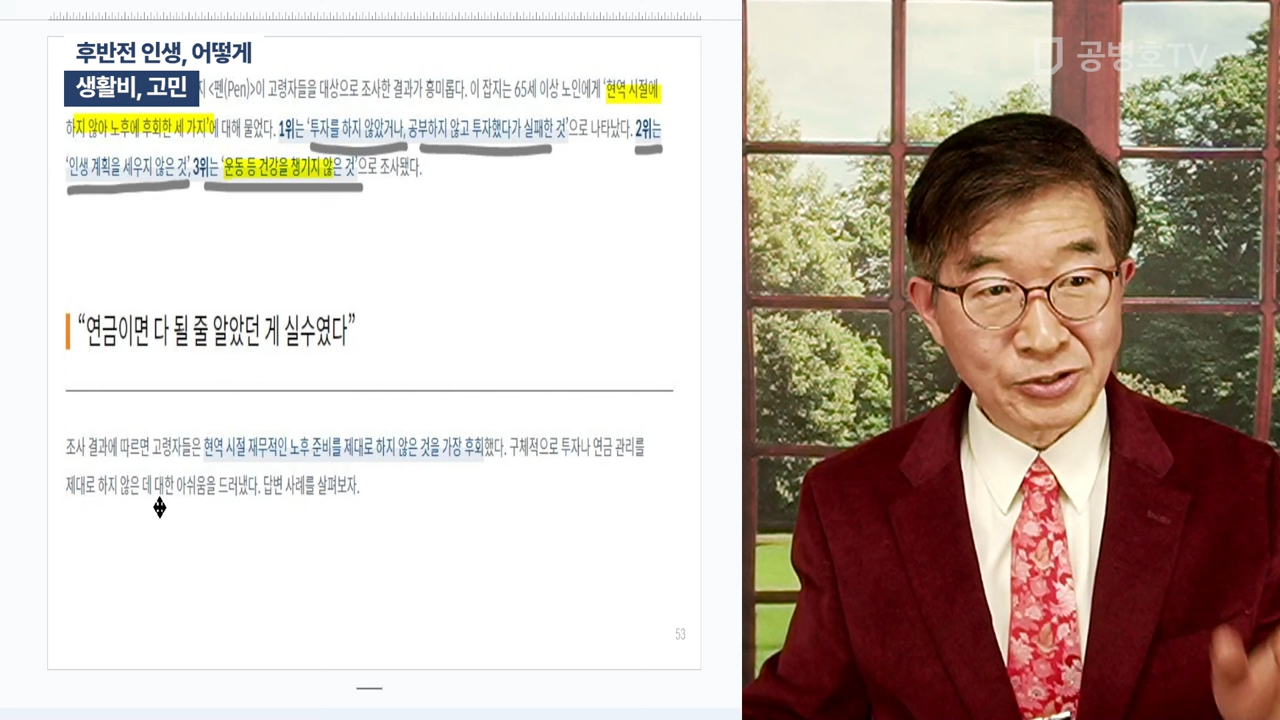 후반전 인생, 어떻게
생활비, 고민
공병호TV
지 <펜(Pen)>이 고령자들을 대상으로 조사한 결과가 흥미롭다. 이 잡지는 65세 이상 노인에게 ‘현역 시절에
하지 않아 노후에 후회한 세 가지’에 대해 물었다. 1위는 ‘투자를 하지 않았거나, 공부하지 않고 투자했다가 실패한 것’으로 나타났다. 2위는
‘인생 계획을 세우지 않은 것’, 3위는 ‘운동 등 건강을 챙기지 않은 것’으로 조사됐다.
“연금이면 다 될 줄 알았던 게 실수였다”
조사 결과에 따르면 고령자들은 현역 시절 재무적인 노후 준비를 제대로 하지 않은 것을 가장 후회했다. 구체적으로 투자나 연금 관리를
제대로 하지 않은 데 대한 아쉬움을 드러냈다. 답변 사례를 살펴보자.
53